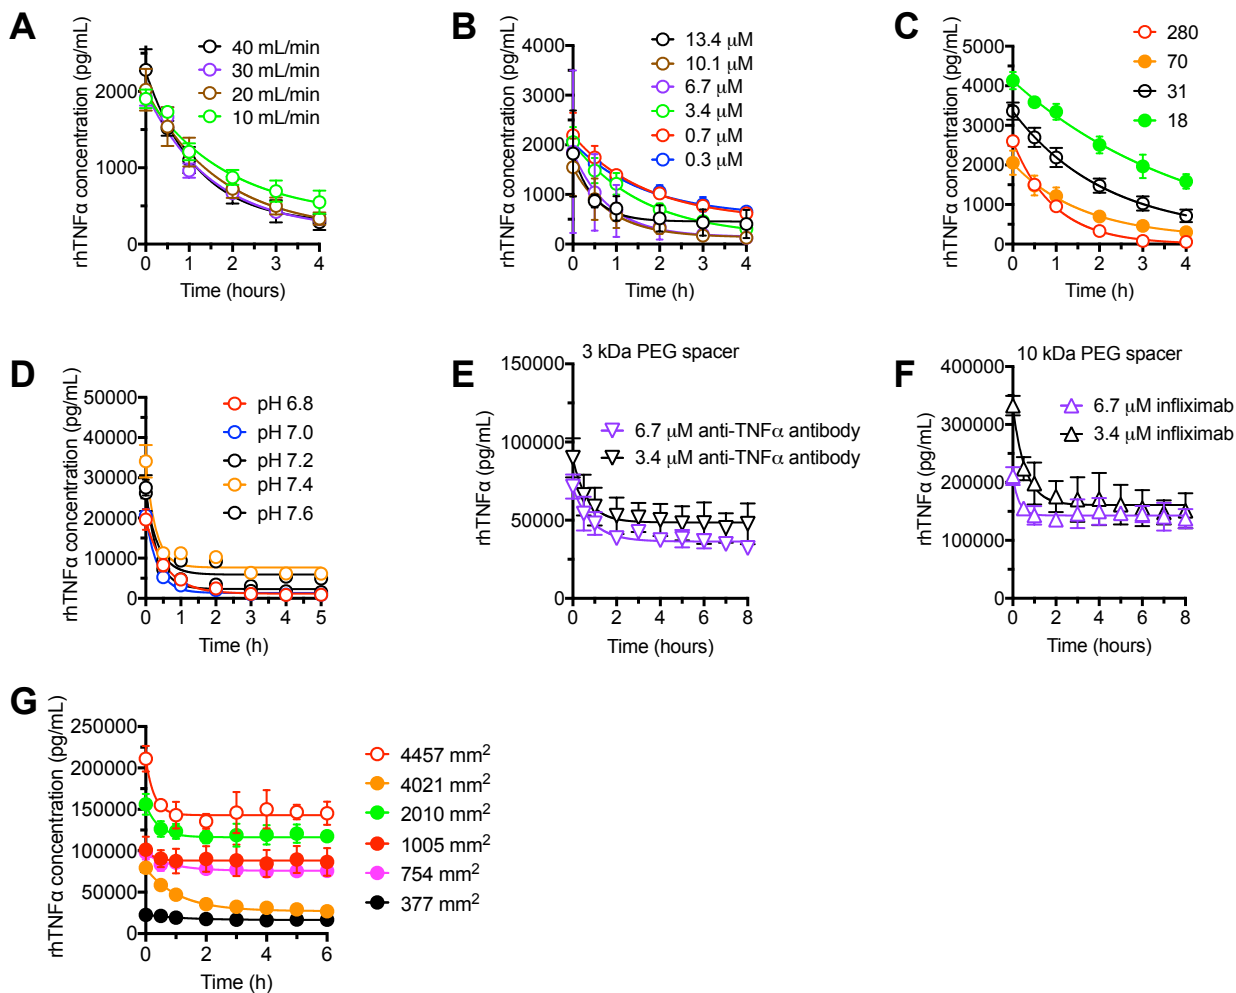 A
rhTNFα concentration (pg/mL)
40 mL/min
30 mL/min
20 mL/min
10 mL/min
2000
1000
0
0 1 2 3 4
Time (hours)
B
rhTNFα concentration (pg/mL)
13.4 μM
10.1 μM
6.7 μM
3.4 μM
0.7 μM
0.3 μM
4000
3000
2000
1000
0
0 1 2 3 4
Time (h)
C
rhTNFα concentration (pg/mL)
280
70
31
18
5000
4000
3000
2000
1000
0
0 1 2 3 4
Time (h)
D
rhTNFα concentration (pg/mL)
pH 6.8
pH 7.0
pH 7.2
pH 7.4
pH 7.6
50000
40000
30000
20000
10000
0
0 1 2 3 4 5
Time (h)
E
3 kDa PEG spacer
rhTNFα (pg/mL)
6.7 μM anti-TNFα antibody
3.4 μM anti-TNFα antibody
150000
100000
50000
0
0 2 4 6 8
Time (hours)
F
10 kDa PEG spacer
rhTNFα (pg/mL)
6.7 μM infliximab
3.4 μM infliximab
400000
300000
200000
100000
0
0 2 4 6 8
Time (hours)
G
rhTNFα concentration (pg/mL)
4457 mm²
4021 mm²
2010 mm²
1005 mm²
754 mm²
377 mm²
250000
200000
150000
100000
50000
0
0 2 4 6
Time (h)